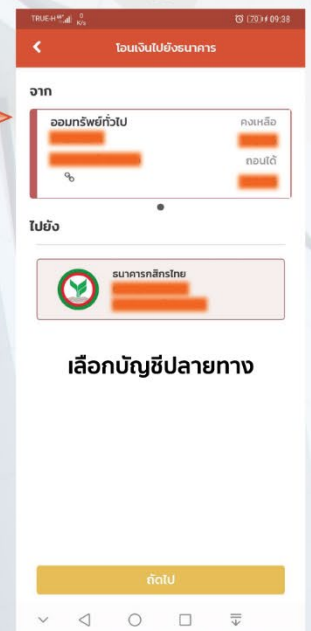 TRUE-H 0 K/s 70 09:38
โอนเงินไปยังธนาคาร
จาก
ออมทรัพย์ทั่วไป คงเหลือ
ถอนได้
ไปยัง
ธนาคารกสิกรไทย
เลือกบัญชีปลายทาง
ถัดไป